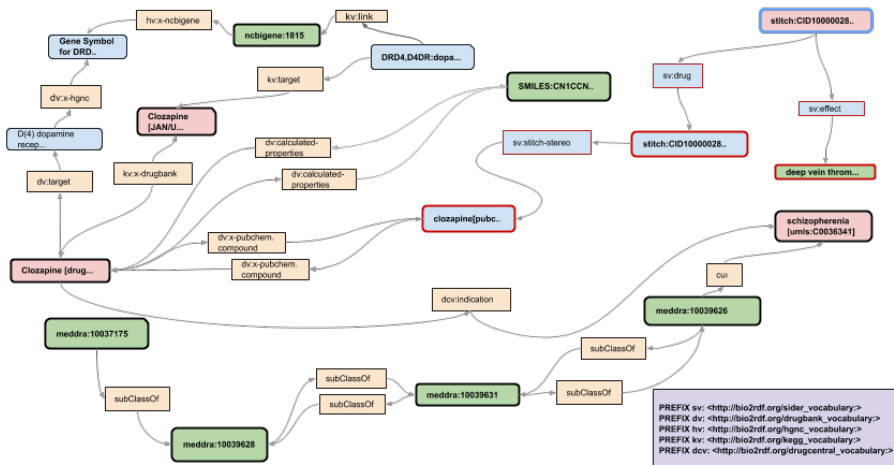 hv:x-ncbigene
kv:link
stitch:CID10000028..
Gene Symbol
for DRD..
ncbigene:1815
DRD4,D4DR:dopa...
kv:target
sv:drug
SMILES:CN1CCN..
dv:x-hgnc
sv:effect
Clozapine
[JAN/U...
D(4) dopamine
recep...
dv:calculated-
properties
sv:stitch-stereo
stitch:CID10000028..
kv:x-drugbank
deep vein throm...
dv:target
dv:calculated-
properties
clozapine[pubc..
schizopherenia
[umls:C0036341]
dv:x-pubchem.
compound
Clozapine [drug...
dv:x-pubchem.
compound
cui
dcv:indication
meddra:10039626
meddra:10037175
subClassOf
subClassOf
subClassOf
meddra:10039631
subClassOf
subClassOf
subClassOf
meddra:10039628
PREFIX sv: <http://bio2rdf.org/sider_vocabulary:>
PREFIX dv: <http://bio2rdf.org/drugbank_vocabulary:>
PREFIX hv: <http://bio2rdf.org/hgnc_vocabulary:>
PREFIX kv: <http://bio2rdf.org/kegg_vocabulary:>
PREFIX dcv: <http://bio2rdf.org/drugcentral_vocabulary:>